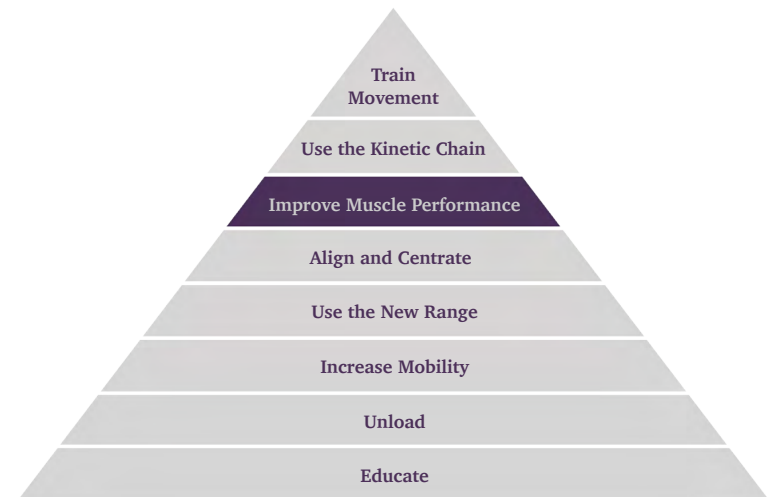 Train
Movement
Use the Kinetic Chain
Improve Muscle Performance
Align and Centrate
Use the New Range
Increase Mobility
Unload
Educate